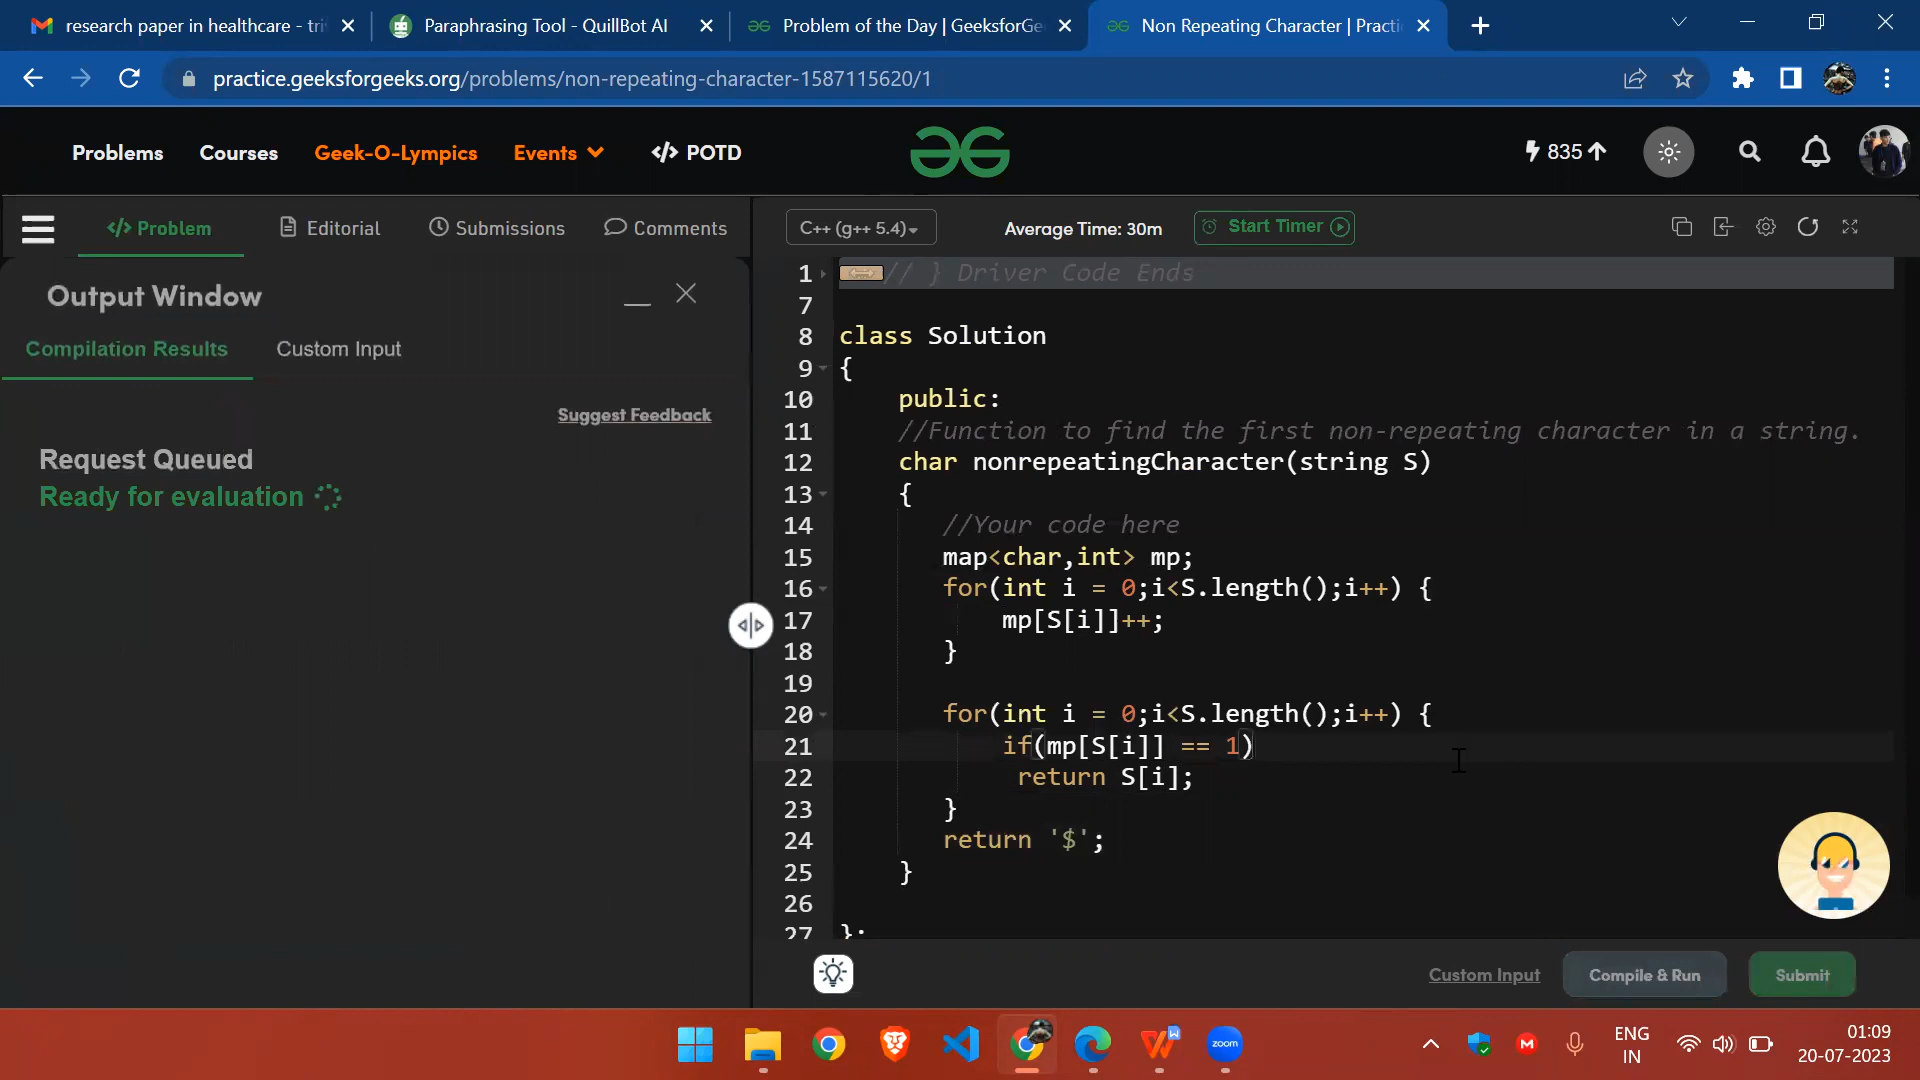 research paper in healthcare - tri
Paraphrasing Tool - QuillBot AI
Problem of the Day | GeeksforGe
Non Repeating Character | Practi
practice.geeksforgeeks.org/problems/non-repeating-character-1587115620/1
Problems
Courses
Geek-O-Lympics
Events
</> POTD
835
</> Problem
Editorial
Submissions
Comments
C++ (g++ 5.4)
Average Time: 30m
Start Timer
Output Window
Compilation Results
Custom Input
Suggest Feedback
Request Queued
Ready for evaluation
1 // } Driver Code Ends
7
8 class Solution
9 {
10 public:
11 //Function to find the first non-repeating character in a string.
12 char nonrepeatingCharacter(string S)
13 {
14 //Your code here
15 map<char,int> mp;
16 for(int i = 0;i<S.length();i++) {
17 mp[S[i]]++;
18 }
19
20 for(int i = 0;i<S.length();i++) {
21 if(mp[S[i]] == 1)
22 return S[i];
23 }
24 return '$';
25 }
26
27 };
Custom Input
Compile & Run
Submit
zoom
ENG
IN
01:09
20-07-2023